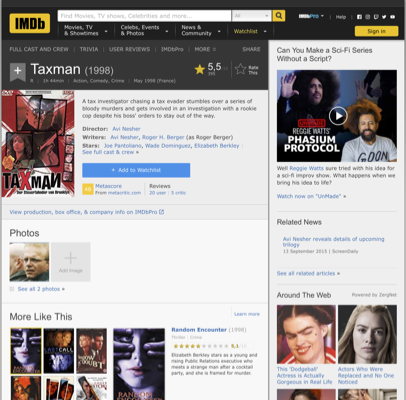 IMDb
Find Movies, TV shows, Celebrities and more...
All
IMDbPro
Help
Movies, TV & Showtimes
Celebs, Events & Photos
News & Community
Watchlist
Sign in
FULL CAST AND CREW | TRIVIA | USER REVIEWS | IMDbPro | MORE
SHARE
Taxman (1998)
1h 44min | Action, Comedy, Crime | May 1998 (France)
5,5
Rate This
A tax investigator chasing a tax evader stumbles over a series of
bloody murders and gets involved in an investigation with a rookie
cop despite his boss' orders to stay out of the way.
Director: Avi Nesher
Writers: Avi Nesher, Roger H. Berger (as Roger Berger)
Stars: Joe Pantoliano, Wade Dominguez, Elizabeth Berkley |
See full cast & crew »
+ Add to Watchlist
Metascore
From metacritic.com
Reviews
20 user | 5 critic
TAXMAN
View production, box office, & company info on IMDbPro
Photos
Add Image
See all 2 photos »
More Like This
Learn more
LAST CALL
Random Encounter (1998)
Thriller | Crime
Elizabeth Berkley stars as a young and
rising Public Relations executive who
meets a strange man after a cocktail
party, and she is framed for murder.
Can You Make a Sci-Fi Series
Without a Script?
REGGIE WATTS'
PHASIUM
PROTOCOL
Well Reggie Watts sure tried with his idea for
a sci-fi improv show. What happens when we
bring his idea to life?
Watch now on "UnMade" »
Related News
Avi Nesher reveals details of upcoming
trilogy
13 September 2015 | ScreenDaily
See all related articles »
Around The Web
Powered by ZergNet
This 'Dodgeball'
Actress is Actually
Gorgeous in Real Life
Actors Who Were
Replaced and No One
Noticed